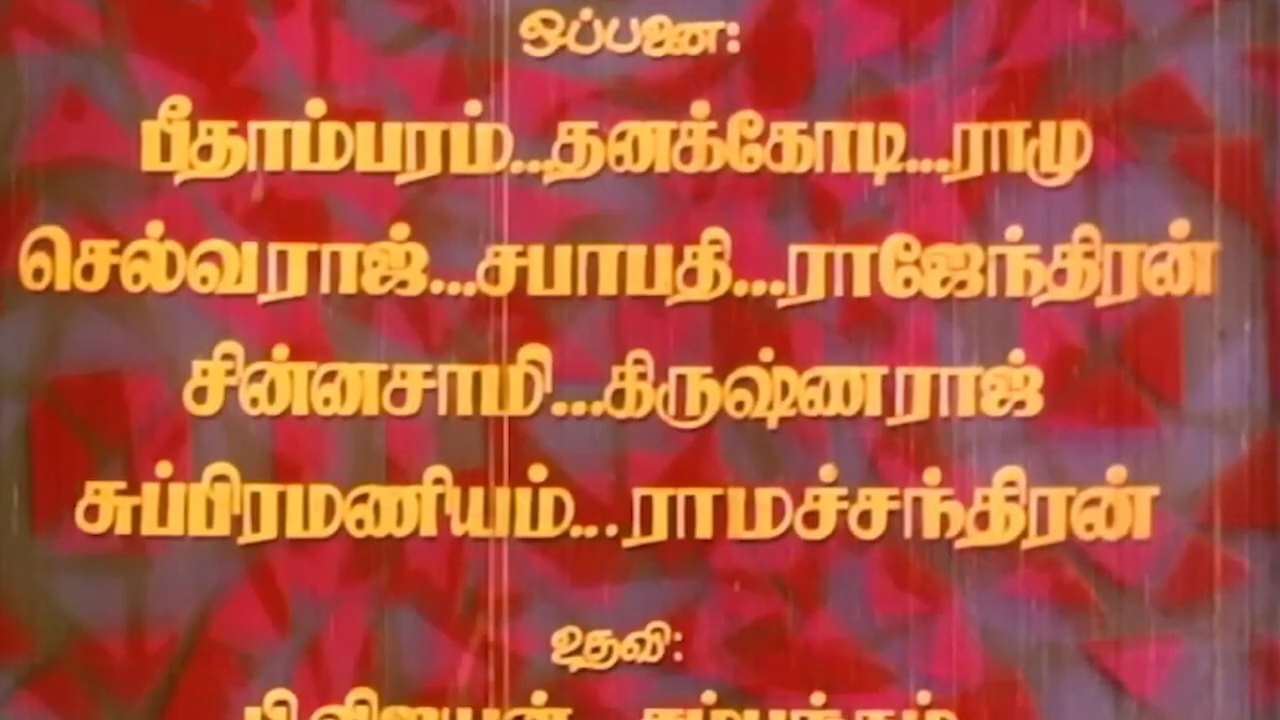 ஒப்பனை:
பீதாம்பரம்...தனக்கோடி...ராமு
செல்வராஜ்...சபாபதி...ராஜேந்திரன்
சின்னசாமி...கிருஷ்ணராஜ்
சுப்பிரமணியம்...ராமச்சந்திரன்
உதவி: